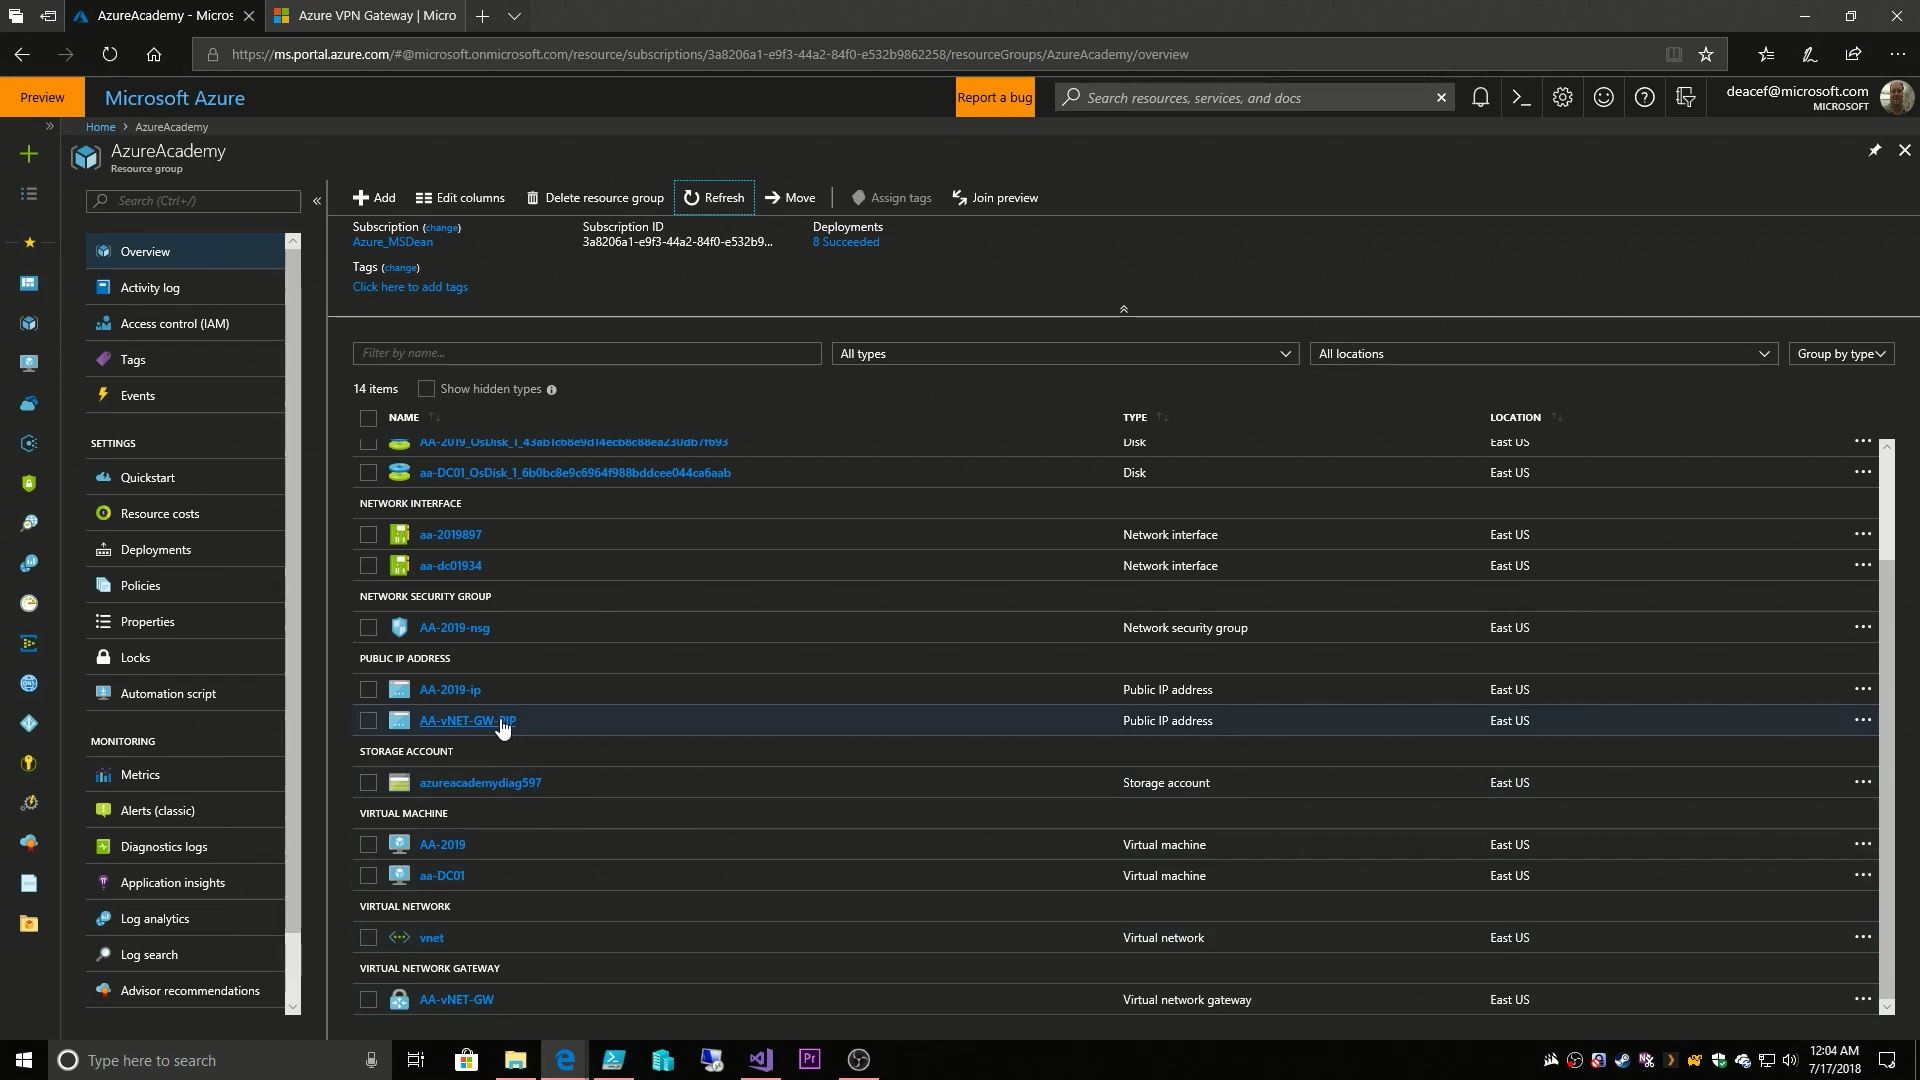 AzureAcademy - Micros
Azure VPN Gateway | Micro
https://ms.portal.azure.com/#@microsoft.onmicrosoft.com/resource/subscriptions/3a8206a1-e9f3-44a2-84f0-e532b9862258/resourceGroups/AzureAcademy/overview
Preview
Microsoft Azure
Report a bug
Search resources, services, and docs
deacef@microsoft.com
MICROSOFT
Home > AzureAcademy
AzureAcademy
Resource group
Search (Ctrl+/)
Add
Edit columns
Delete resource group
Refresh
Move
Assign tags
Join preview
Overview
Activity log
Access control (IAM)
Tags
Events
SETTINGS
Quickstart
Resource costs
Deployments
Policies
Properties
Locks
Automation script
MONITORING
Metrics
Alerts (classic)
Diagnostics logs
Application insights
Log analytics
Log search
Advisor recommendations
Subscription (change)
Azure_MSDean
Subscription ID
3a8206a1-e9f3-44a2-84f0-e532b9...
Deployments
8 Succeeded
Tags (change)
Click here to add tags
Filter by name...
All types
All locations
Group by type
14 items
Show hidden types
NAME TYPE LOCATION
Disk East US
aa-DC01_OsDisk_1_6b0bc8e9c6964f988bddcee044ca6aab Disk East US
NETWORK INTERFACE
aa-2019897 Network interface East US
aa-dc01934 Network interface East US
NETWORK SECURITY GROUP
AA-2019-nsg Network security group East US
PUBLIC IP ADDRESS
AA-2019-ip Public IP address East US
AA-vNET-GW-PIP Public IP address East US
STORAGE ACCOUNT
azureacademydiag597 Storage account East US
VIRTUAL MACHINE
AA-2019 Virtual machine East US
aa-DC01 Virtual machine East US
VIRTUAL NETWORK
vnet Virtual network East US
VIRTUAL NETWORK GATEWAY
AA-vNET-GW Virtual network gateway East US
Type here to search
Pr
12:04 AM
7/17/2018